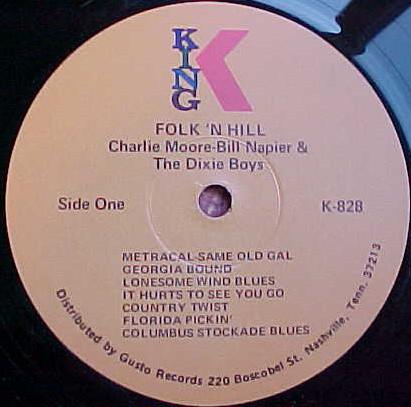 KING
K
FOLK 'N HILL
Charlie Moore-Bill Napier &
The Dixie Boys
Side One
K-828
METRACAL-SAME OLD GAL
GEORGIA BOUND
LONESOME WIND BLUES
IT HURTS TO SEE YOU GO
COUNTRY TWIST
FLORIDA PICKIN'
COLUMBUS STOCKADE BLUES
Distributed by Gusto Records 220 Boscobel St. Nashville, Tenn. 37213